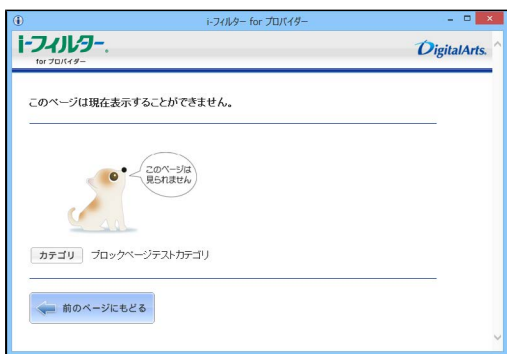 i-フィルター for プロバイダー
i-フィルター.
for プロバイダー
DigitalArts.
このページは現在表示することができません。
このページは
見られません
カテゴリ ブロックページテストカテゴリ
前のページにもどる